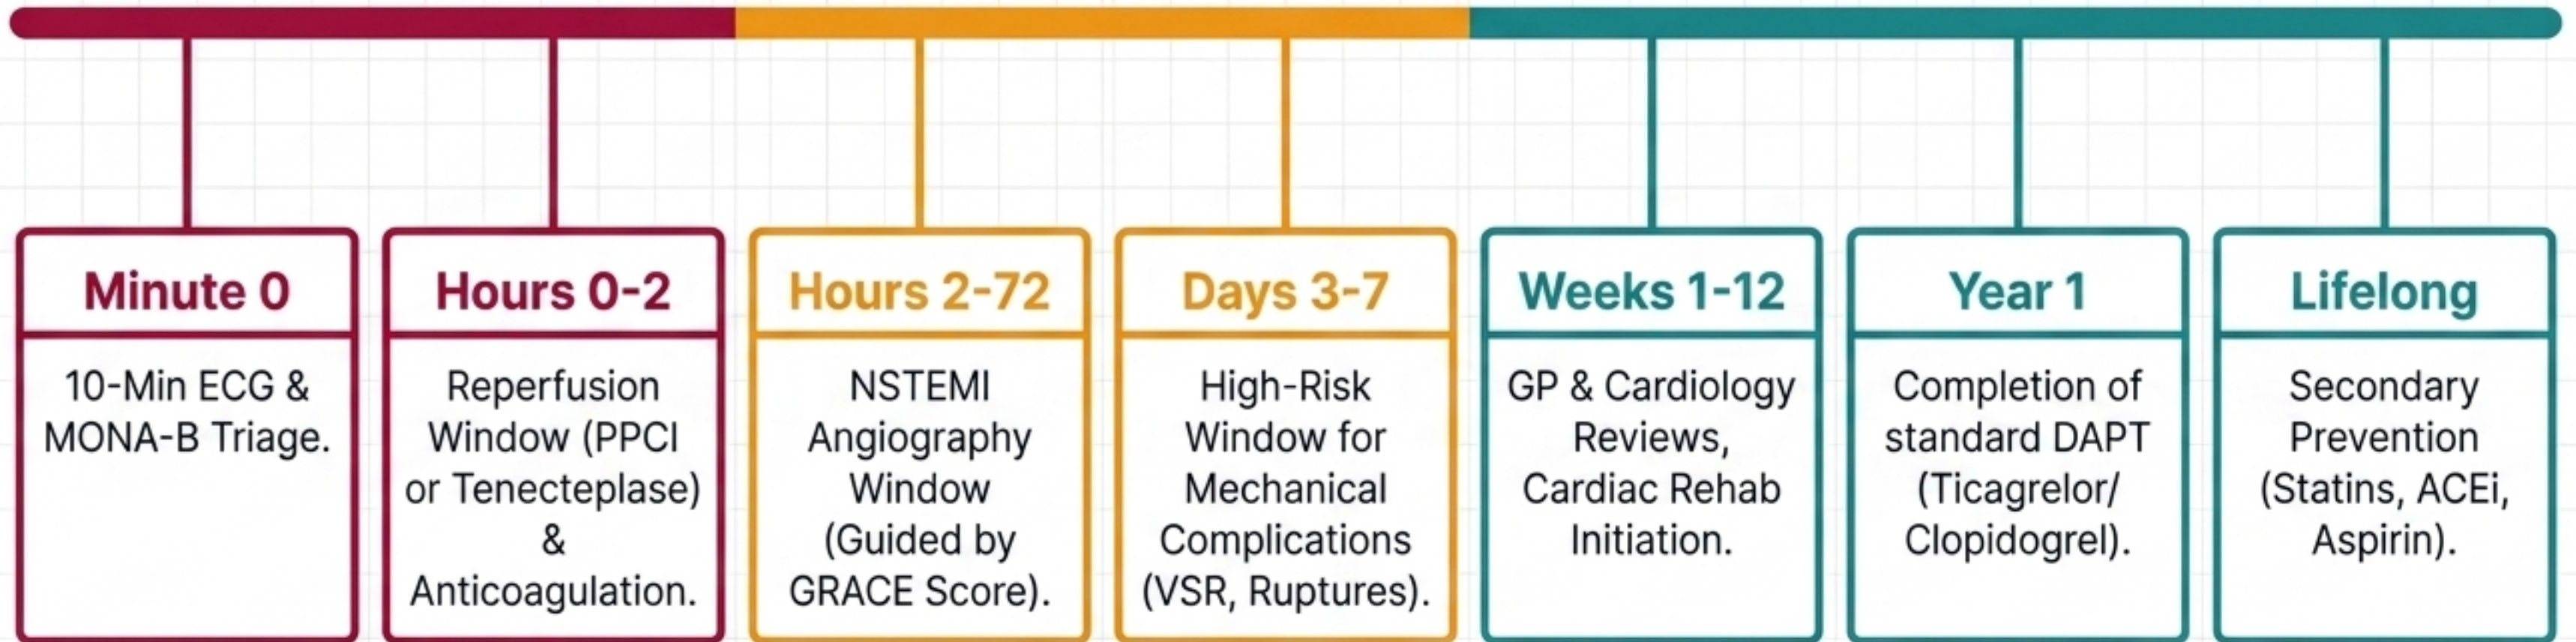 Minute 0
10-Min ECG &
MONA-B Triage.
Hours 0-2
Reperfusion
Window (PPCI
or Tenecteplase)
&
Anticoagulation.
Hours 2-72
NSTEMI
Angiography
Window
(Guided by
GRACE Score).
Days 3-7
High-Risk
Window for
Mechanical
Complications
(VSR, Ruptures).
Weeks 1-12
GP & Cardiology
Reviews,
Cardiac Rehab
Initiation.
Year 1
Completion of
standard DAPT
(Ticagrelor/
Clopidogrel).
Lifelong
Secondary
Prevention
(Statins, ACEi,
Aspirin).